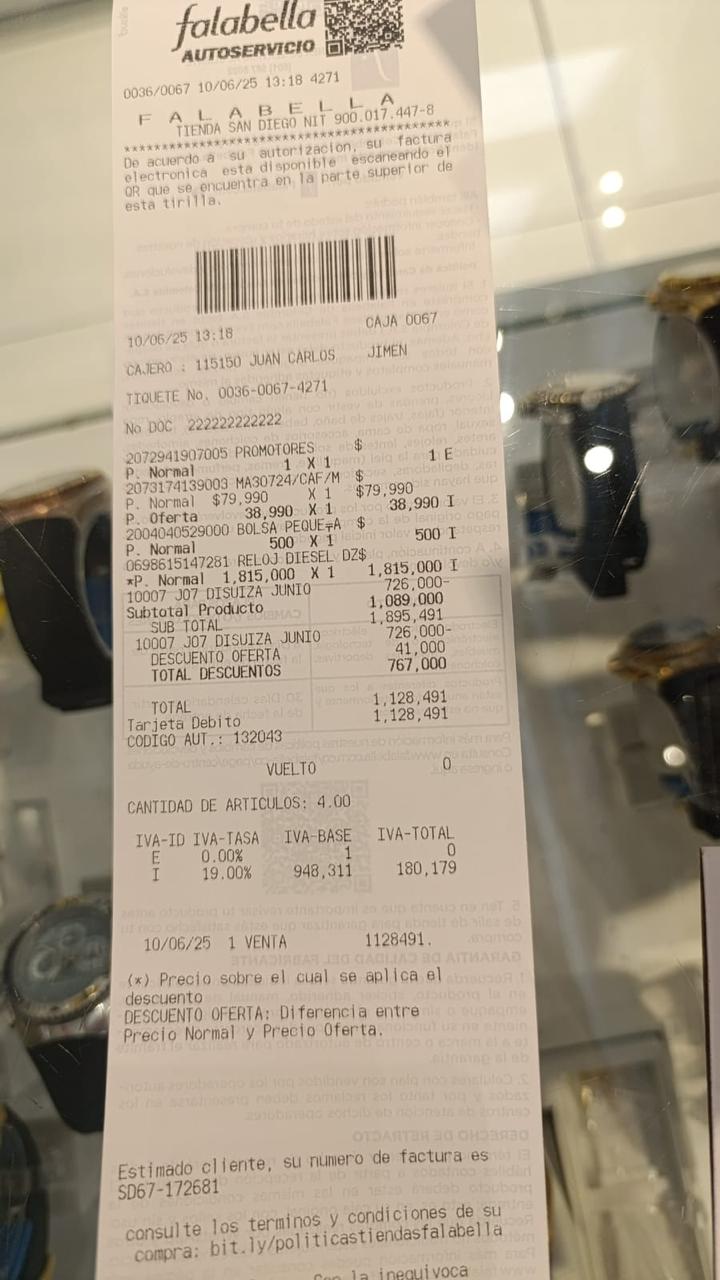 falabella
AUTOSERVICIO
0036/0067 10/06/25 13:18 4271
F A L A B E L L A
TIENDA SAN DIEGO NIT 900.017.447-8
****************************************
De acuerdo a su autorizacion, su factura
electronica esta disponible escaneando el
QR que se encuentra en la parte superior de
esta tirilla.
10/06/25 13:18 CAJA 0067
CAJERO : 115150 JUAN CARLOS JIMEN
TIQUETE No. 0036-0067-4271
No DOC 222222222222
2072941907005 PROMOTORES $
P. Normal 1 X 1 1 E
2073174139003 MA30724/CAF/M $
P. Normal $79,990 X 1 $79,990
P. Oferta 38,990 X 1 38,990 I
2004040529000 BOLSA PEQUE╤A $
P. Normal 500 X 1 500 I
0698615147281 RELOJ DIESEL DZ$
*P. Normal 1,815,000 X 1 1,815,000 I
10007 J07 DISUIZA JUNIO 726,000-
Subtotal Producto 1,089,000
SUB TOTAL 1,895,491
10007 J07 DISUIZA JUNIO 726,000-
DESCUENTO OFERTA 41,000
TOTAL DESCUENTOS 767,000
TOTAL 1,128,491
Tarjeta Debito 1,128,491
CODIGO AUT.: 132043
VUELTO 0
CANTIDAD DE ARTICULOS: 4.00
IVA-ID IVA-TASA IVA-BASE IVA-TOTAL
E 0.00% 1 0
I 19.00% 948,311 180,179
10/06/25 1 VENTA 1128491.
(*) Precio sobre el cual se aplica el
descuento
DESCUENTO OFERTA: Diferencia entre
Precio Normal y Precio Oferta.
Estimado cliente, su numero de factura es
SD67-172681
consulte los terminos y condiciones de su
compra: bit.ly/politicastiendasfalabella
Con la inequivoca